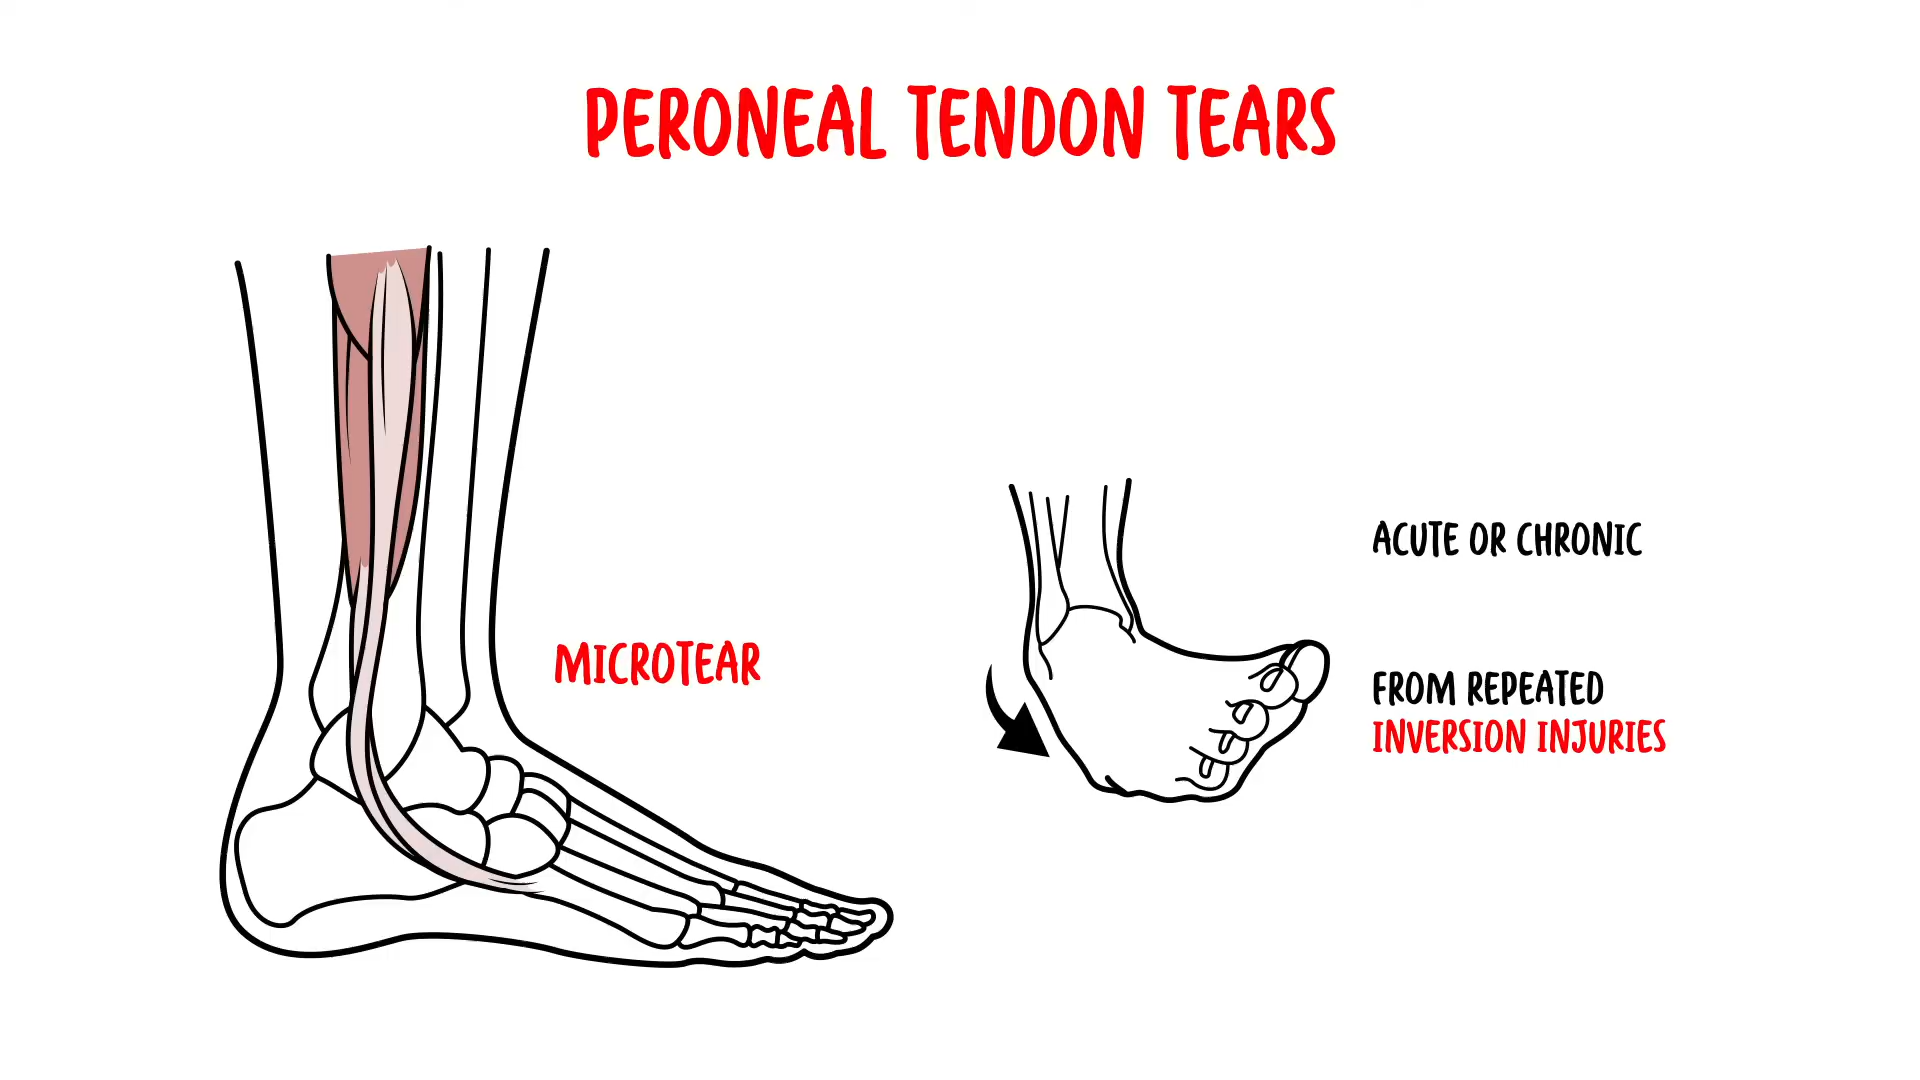 PERONEAL TENDON TEARS
MICROTEAR
ACUTE OR CHRONIC
FROM REPEATED
INVERSION INJURIES